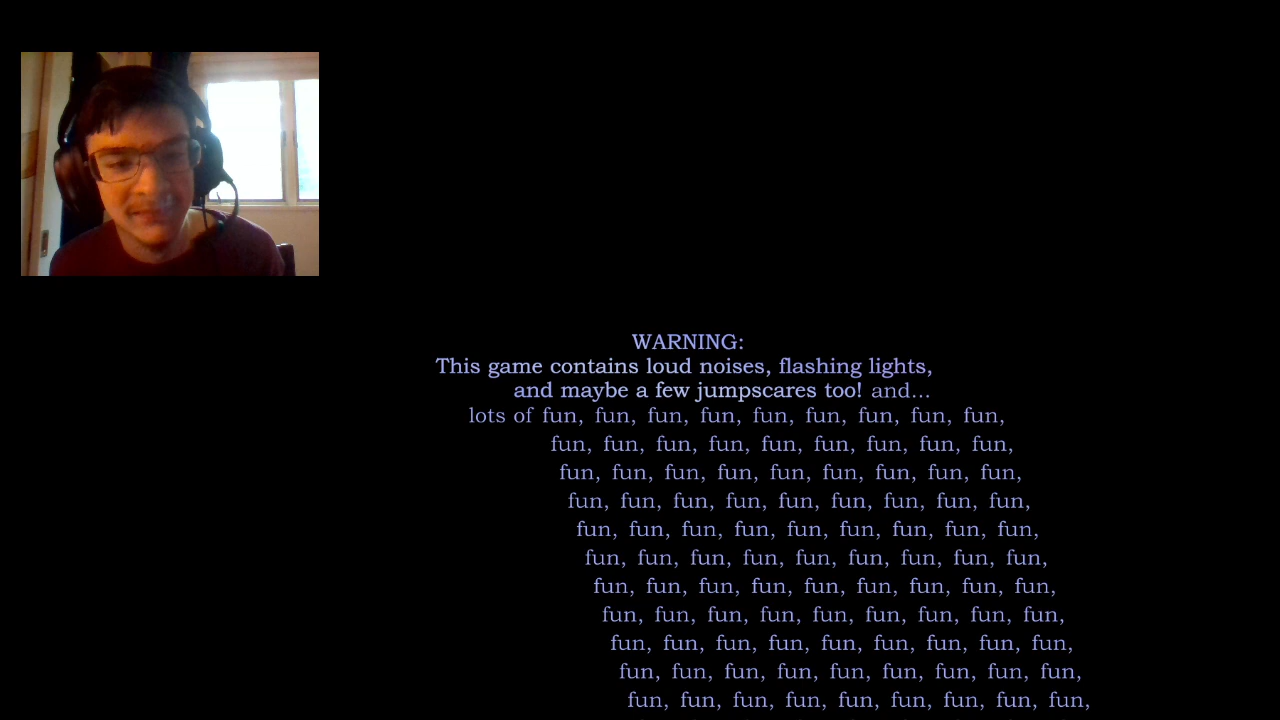 WARNING:
This game contains loud noises, flashing lights,
and maybe a few jumpscares too! and...
lots of fun, fun, fun, fun, fun, fun, fun, fun, fun,
fun, fun, fun, fun, fun, fun, fun, fun, fun,
fun, fun, fun, fun, fun, fun, fun, fun, fun,
fun, fun, fun, fun, fun, fun, fun, fun, fun,
fun, fun, fun, fun, fun, fun, fun, fun, fun,
fun, fun, fun, fun, fun, fun, fun, fun, fun,
fun, fun, fun, fun, fun, fun, fun, fun, fun,
fun, fun, fun, fun, fun, fun, fun, fun, fun,
fun, fun, fun, fun, fun, fun, fun, fun, fun,
fun, fun, fun, fun, fun, fun, fun, fun, fun,
fun, fun, fun, fun, fun, fun, fun, fun, fun,